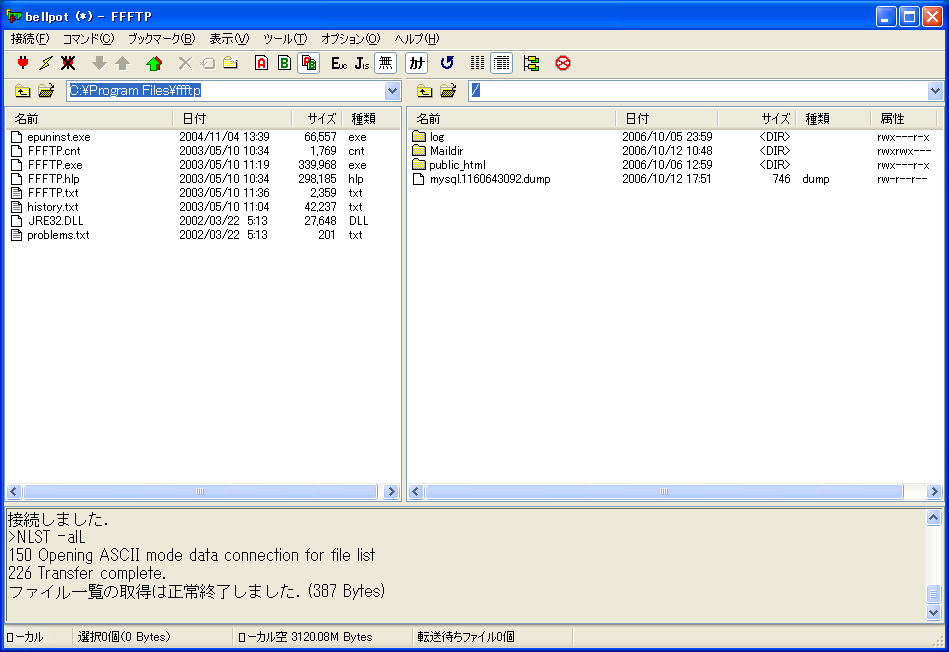 bellpot (*) - FFFTP
接続(F) コマンド(C) ブックマーク(B) 表示(V) ツール(T) オプション(O) ヘルプ(H)
A B B Euc Jis 無 カナ
C:¥Program Files¥ffftp /
名前 日付 サイズ 種類
epuninst.exe 2004/11/04 13:39 66,557 exe
FFFTP.cnt 2003/05/10 10:34 1,769 cnt
FFFTP.exe 2003/05/10 11:19 339,968 exe
FFFTP.hlp 2003/05/10 10:34 298,185 hlp
FFFTP.txt 2003/05/10 11:36 2,359 txt
history.txt 2003/05/10 11:04 42,237 txt
JRE32.DLL 2002/03/22 5:13 27,648 DLL
problems.txt 2002/03/22 5:13 201 txt
名前 日付 サイズ 種類 属性
log 2006/10/05 23:59 <DIR> rwx---r-x
Maildir 2006/10/12 10:48 <DIR> rwxrwx---
public_html 2006/10/06 12:59 <DIR> rwx---r-x
mysql.1160643092.dump 2006/10/12 17:51 746 dump rw-r--r--
接続しました.
>NLST -alL
150 Opening ASCII mode data connection for file list
226 Transfer complete.
ファイル一覧の取得は正常終了しました. (387 Bytes)
ローカル 選択0個(0 Bytes) ローカル空 3120.08M Bytes 転送待ちファイル0個